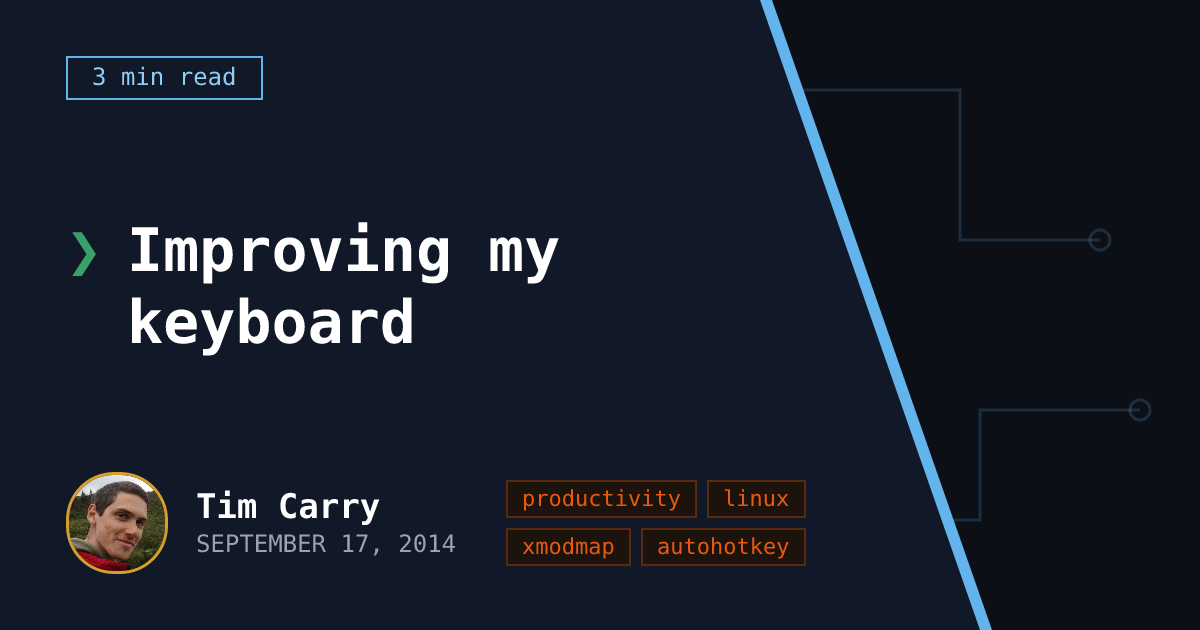 3 min read
❯ Improving my
keyboard
Tim Carry
SEPTEMBER 17, 2014
productivity linux
xmodmap autohotkey